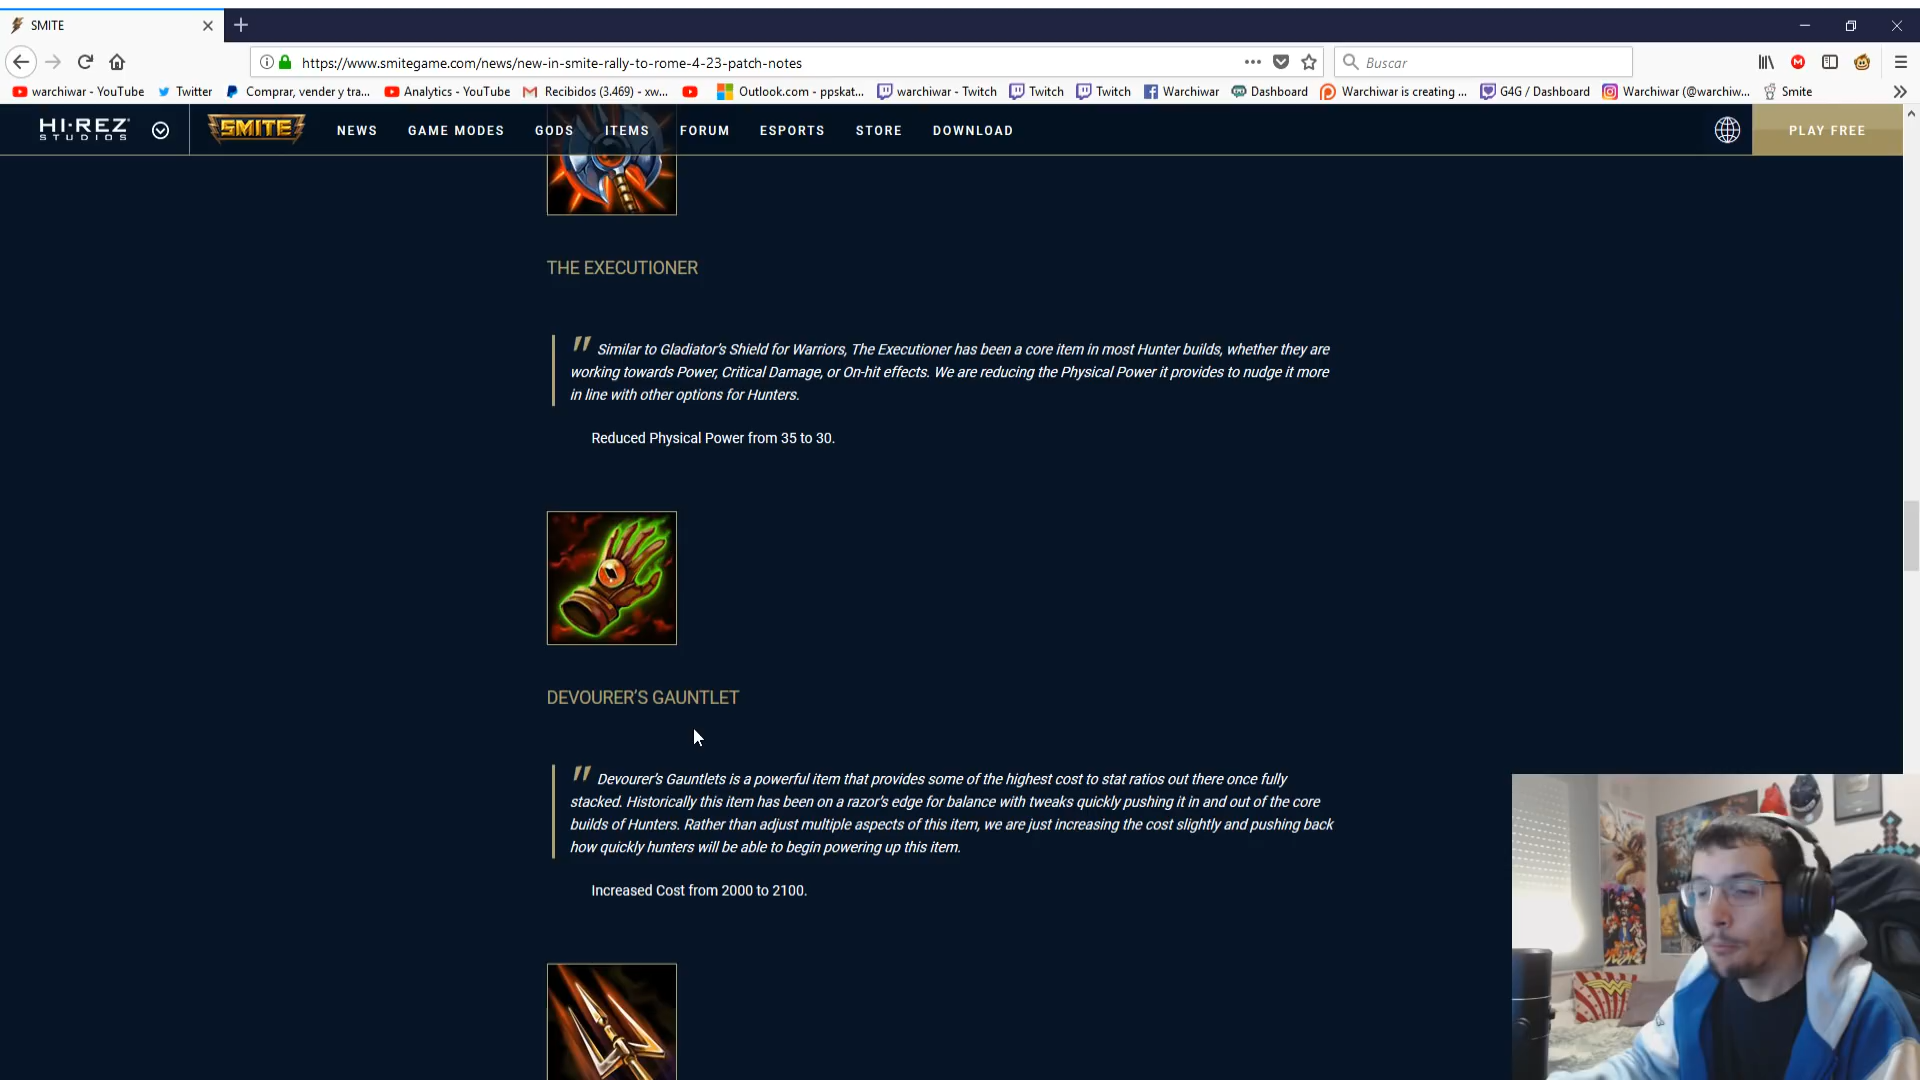 SMITE
https://www.smitegame.com/news/new-in-smite-rally-to-rome-4-23-patch-notes
Buscar
warchiwar - YouTube
Twitter
Comprar, vender y tra...
Analytics - YouTube
Recibidos (3.469) - xw...
Outlook.com - ppskat...
warchiwar - Twitch
Twitch
Twitch
Warchiwar
Dashboard
Warchiwar is creating ...
G4G / Dashboard
Warchiwar (@warchiw...
Smite
HI·REZ
STUDIOS
SMITE
NEWS
GAME MODES
GODS
ITEMS
FORUM
ESPORTS
STORE
DOWNLOAD
PLAY FREE
THE EXECUTIONER
" Similar to Gladiator's Shield for Warriors, The Executioner has been a core item in most Hunter builds, whether they are
working towards Power, Critical Damage, or On-hit effects. We are reducing the Physical Power it provides to nudge it more
in line with other options for Hunters.
Reduced Physical Power from 35 to 30.
DEVOURER'S GAUNTLET
" Devourer's Gauntlets is a powerful item that provides some of the highest cost to stat ratios out there once fully
stacked. Historically this item has been on a razor's edge for balance with tweaks quickly pushing it in and out of the core
builds of Hunters. Rather than adjust multiple aspects of this item, we are just increasing the cost slightly and pushing back
how quickly hunters will be able to begin powering up this item.
Increased Cost from 2000 to 2100.